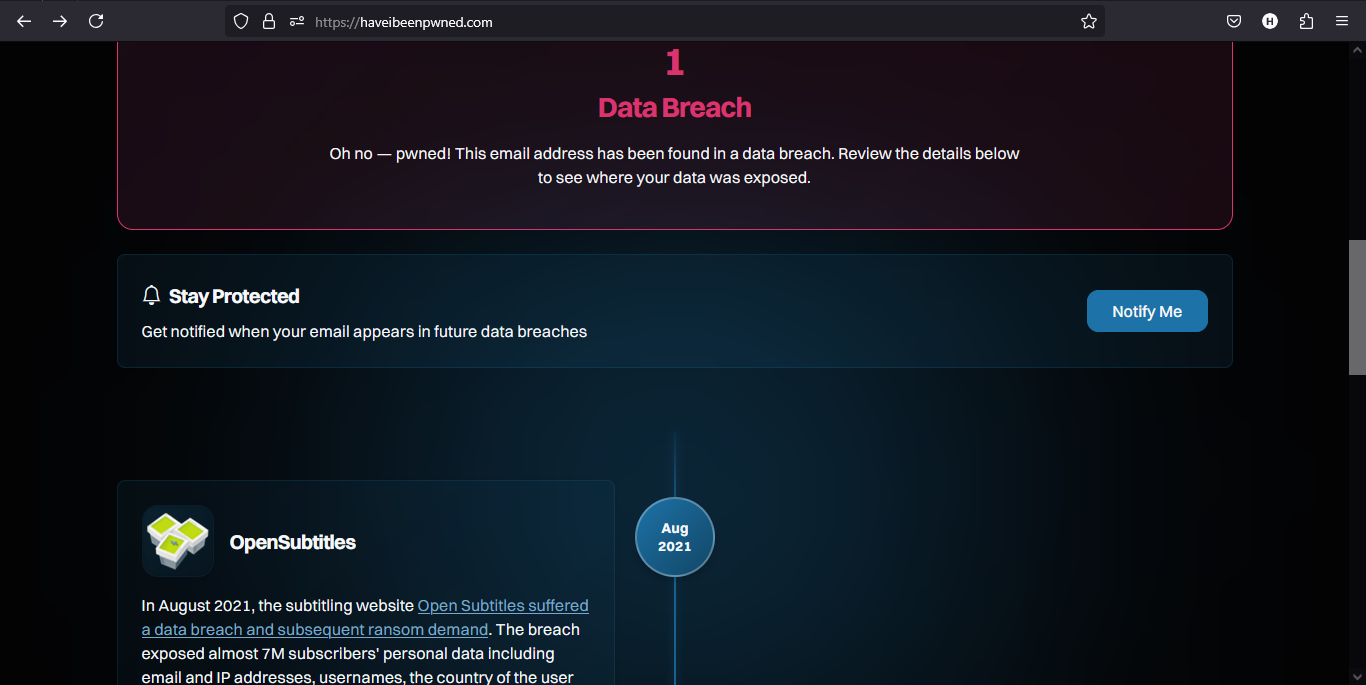 https://haveibeenpwned.com
H
1
Data Breach
Oh no — pwned! This email address has been found in a data breach. Review the details below
to see where your data was exposed.
Stay Protected
Get notified when your email appears in future data breaches
Notify Me
Aug
2021
OpenSubtitles
In August 2021, the subtitling website Open Subtitles suffered
a data breach and subsequent ransom demand. The breach
exposed almost 7M subscribers' personal data including
email and IP addresses, usernames, the country of the user